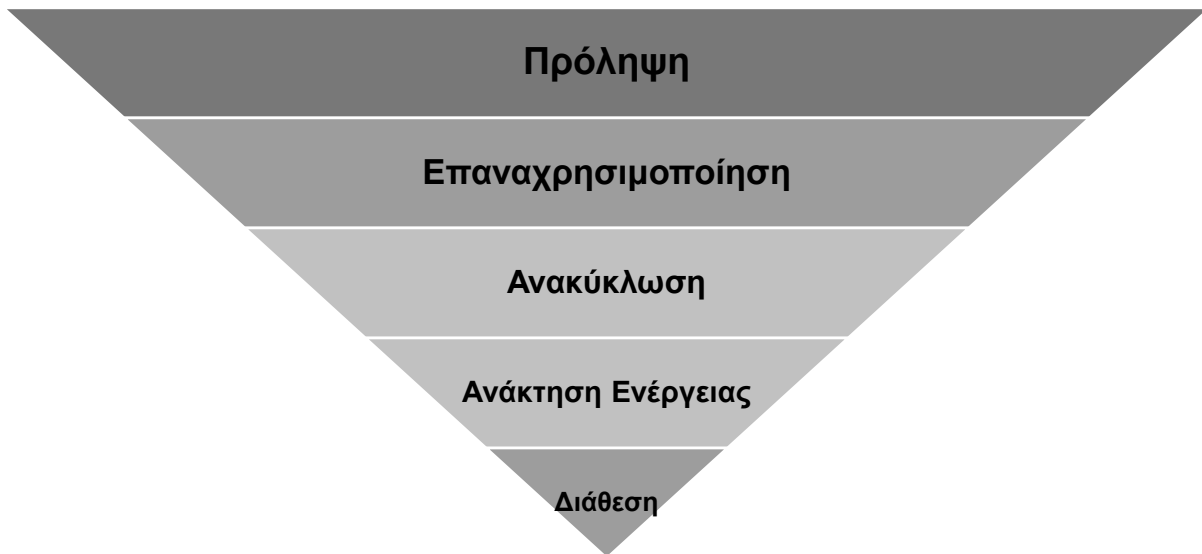 Πρόληψη
Επαναχρησιμοποίηση
Ανακύκλωση
Ανάκτηση Ενέργειας
Διάθεση